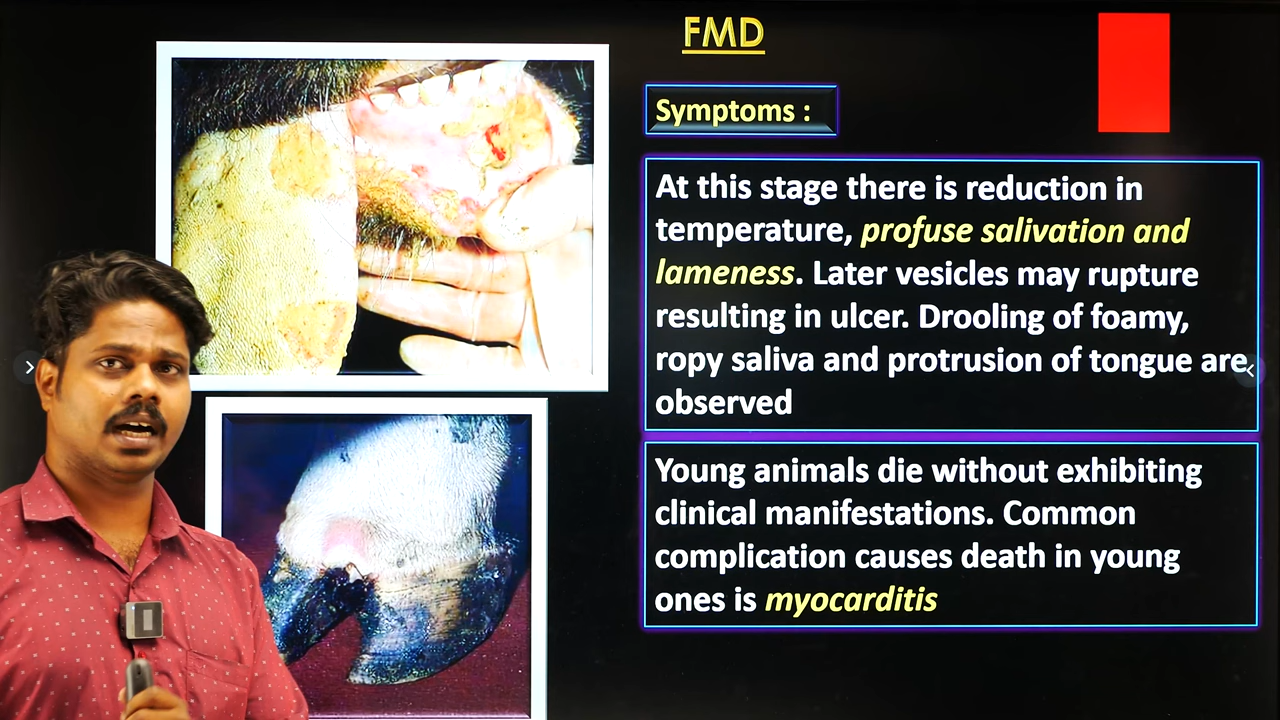 FMD
Symptoms :
At this stage there is reduction in
temperature, profuse salivation and
lameness. Later vesicles may rupture
resulting in ulcer. Drooling of foamy,
ropy saliva and protrusion of tongue are
observed
Young animals die without exhibiting
clinical manifestations. Common
complication causes death in young
ones is myocarditis